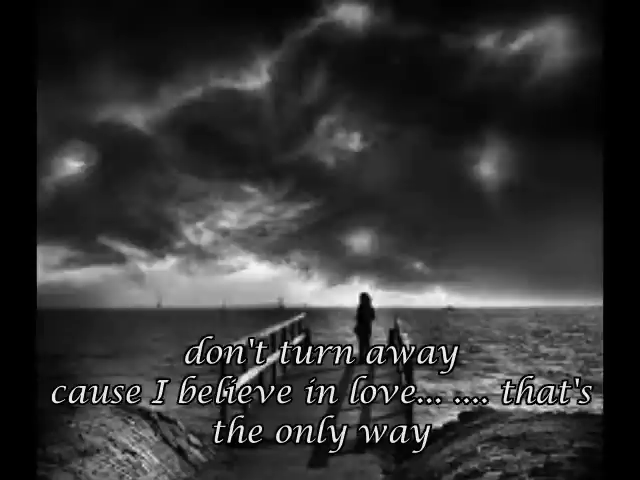 don't turn away
cause I believe in love... .... that's
the only way